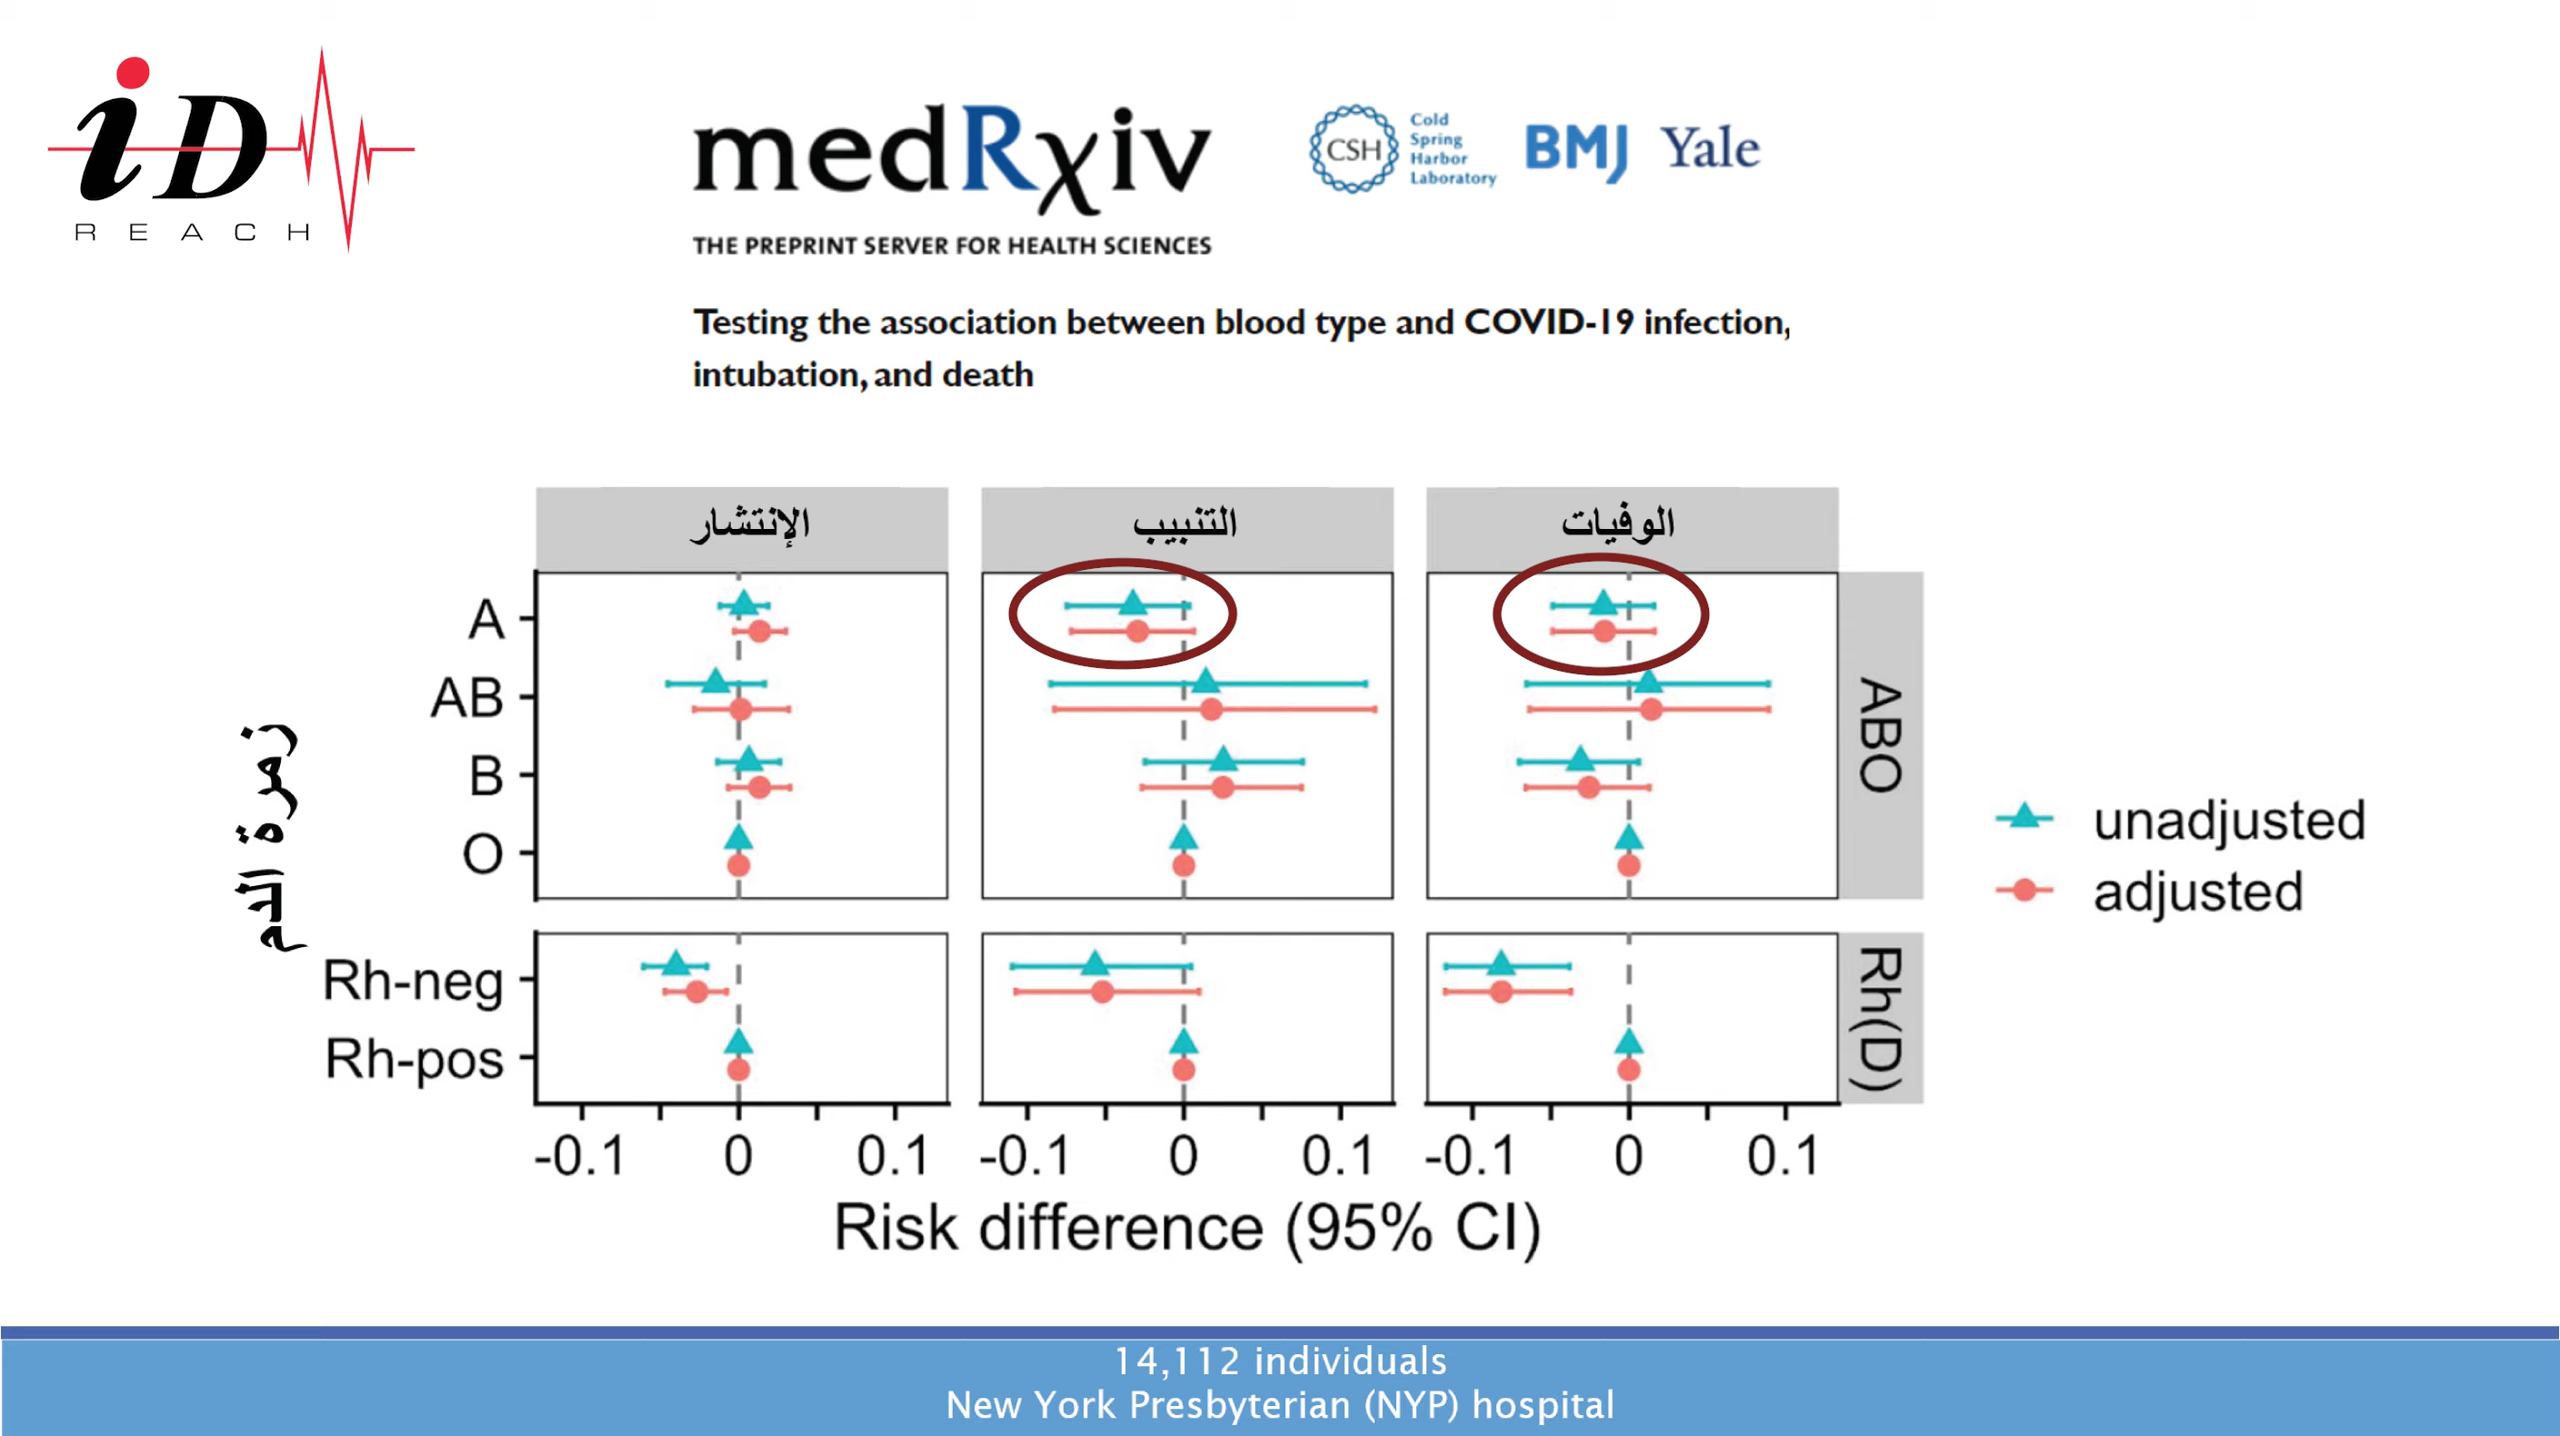 iD
REACH
medRχiv
THE PREPRINT SERVER FOR HEALTH SCIENCES
CSH
Cold
Spring
Harbor
Laboratory
BMJ
Yale
Testing the association between blood type and COVID-19 infection,
intubation, and death
الإنتشار
التنبيب
الوفيات
زمرة الدم
A
AB
B
O
ABO
Rh-neg
Rh-pos
Rh(D)
unadjusted
adjusted
-0.1 0 0.1 -0.1 0 0.1 -0.1 0 0.1
Risk difference (95% CI)
14,112 individuals
New York Presbyterian (NYP) hospital